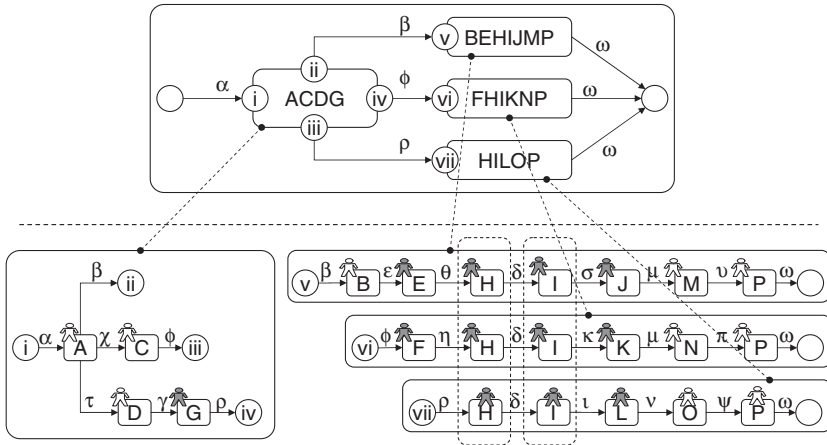 β v BEHIJMP ω
ii
α i ACDG iv ϕ vi FHIKNP ω
iii
ρ vii HILOP ω
β ii
i α A χ C ϕ iii
τ D γ G ρ iv
v β B ε E θ H δ I σ J μ M υ P ω
vi ϕ F η H δ I κ K μ N π P ω
vii ρ H δ I ι L ν O ψ P ω